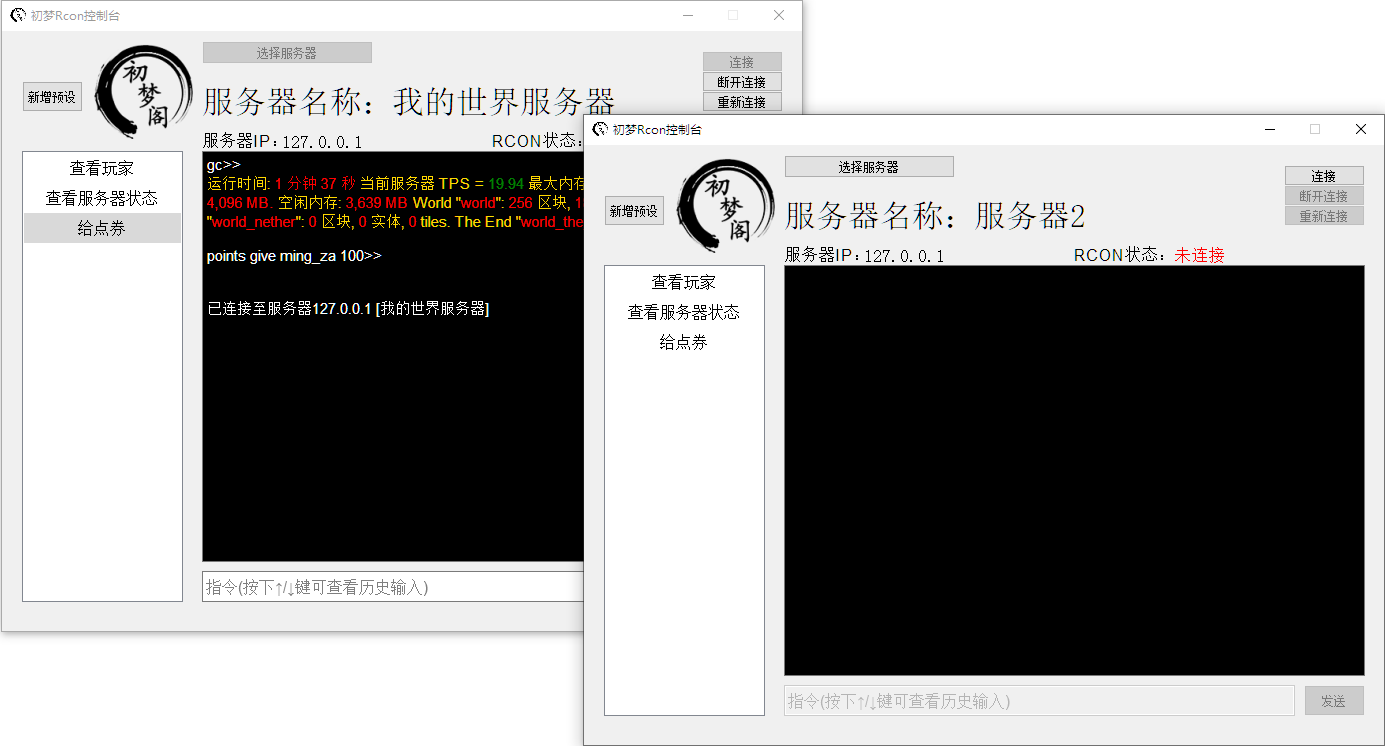 初梦Rcon控制台
选择服务器
连接
断开连接
重新连接
新增预设
初梦阁
服务器名称：我的世界服务器
服务器IP：127.0.0.1
RCON状态：
查看玩家
查看服务器状态
给点券
gc>>
运行时间: 1 分钟 37 秒 当前服务器 TPS = 19.94 最大内存
4,096 MB. 空闲内存: 3,639 MB World "world": 256 区块, 1
"world_nether": 0 区块, 0 实体, 0 tiles. The End "world_the
points give ming_za 100>>
已连接至服务器127.0.0.1 [我的世界服务器]
指令(按下↑/↓键可查看历史输入)
初梦Rcon控制台
选择服务器
连接
断开连接
重新连接
新增预设
初梦阁
服务器名称：服务器2
服务器IP：127.0.0.1
RCON状态：未连接
查看玩家
查看服务器状态
给点券
指令(按下↑/↓键可查看历史输入)
发送